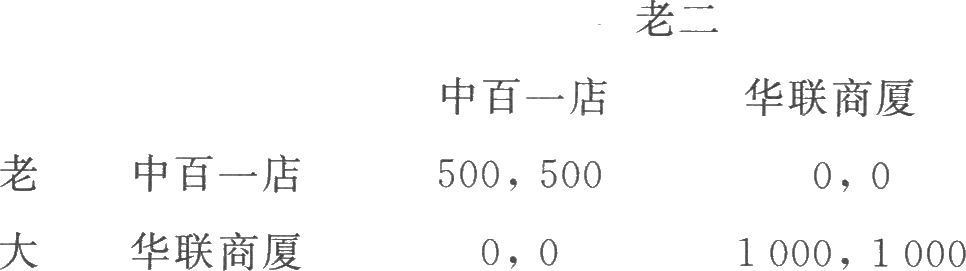 老二
中百一店 华联商厦
老 中百一店 500，500 0，0
大 华联商厦 0，0 1 000，1 000